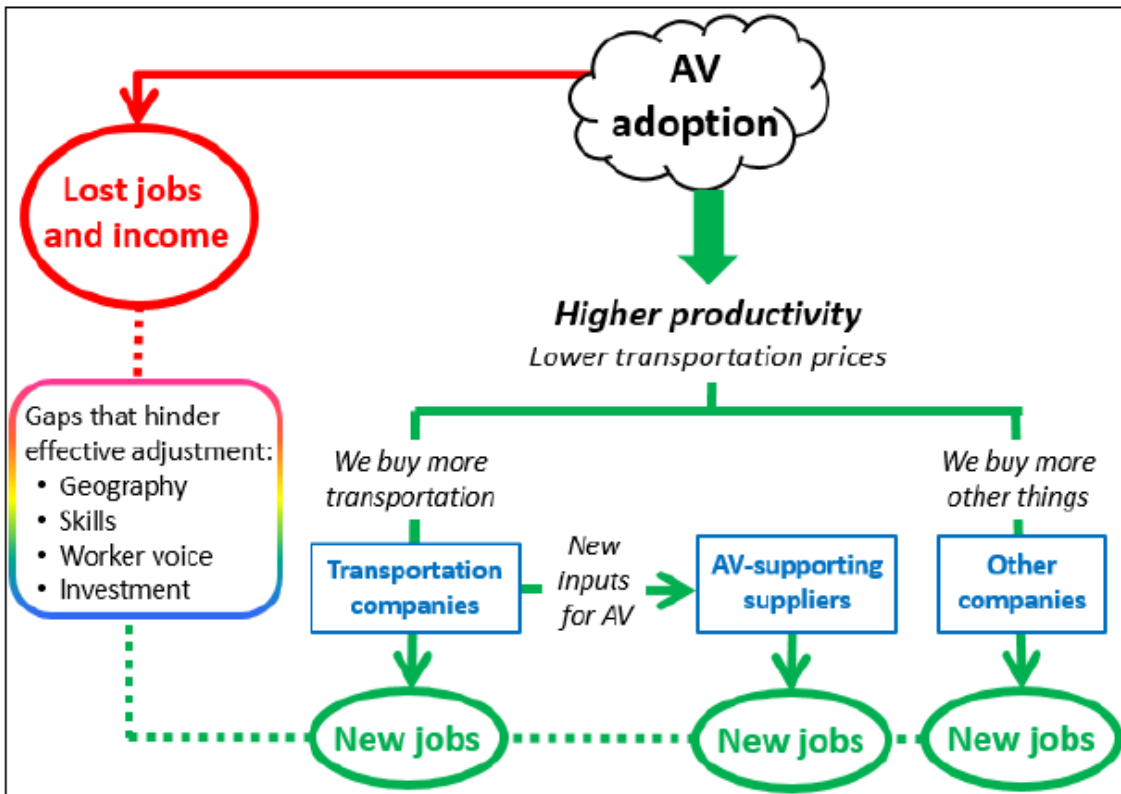 AV
adoption
Lost jobs
and income
Higher productivity
Lower transportation prices
Gaps that hinder
effective adjustment:
• Geography
• Skills
• Worker voice
• Investment
We buy more
transportation
We buy more
other things
Transportation
companies
New
Inputs
for AV
AV-supporting
suppliers
Other
companies
New jobs
New jobs
New jobs